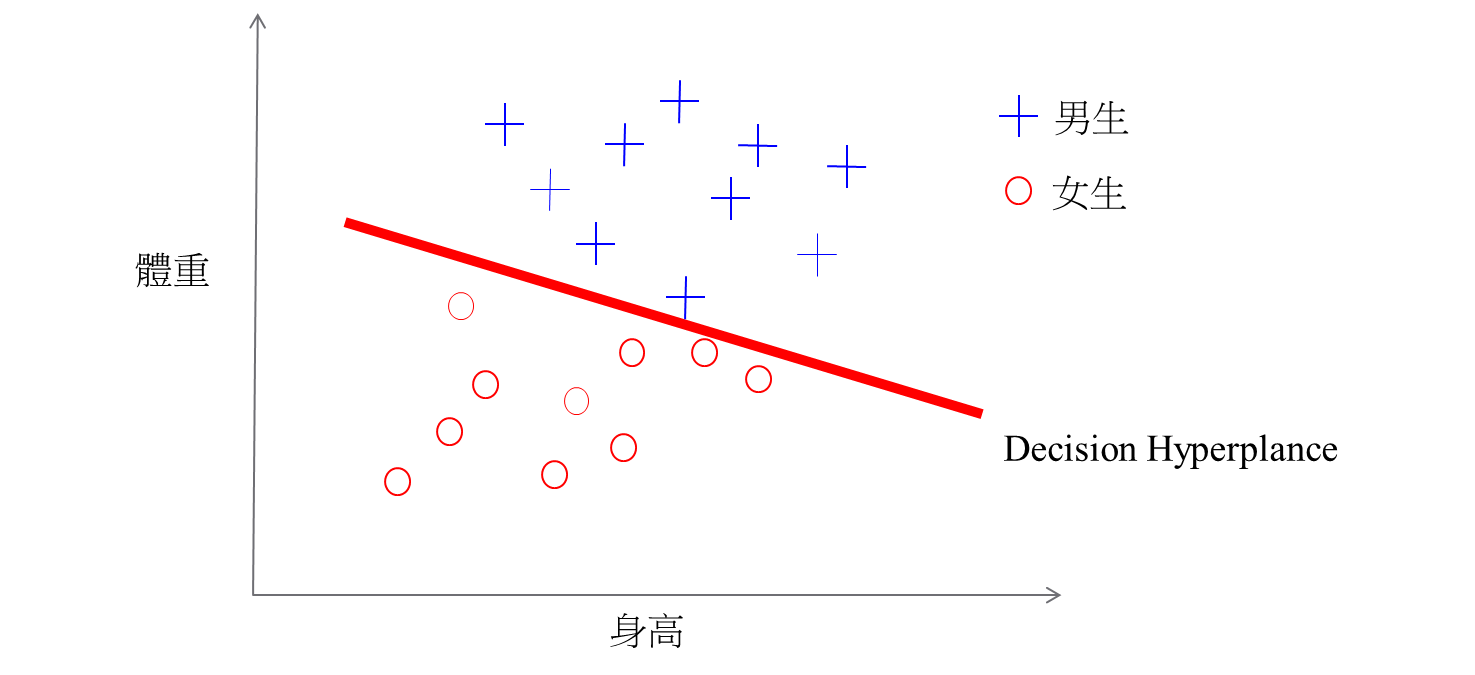 男生
女生
體重
Decision Hyperplance
身高